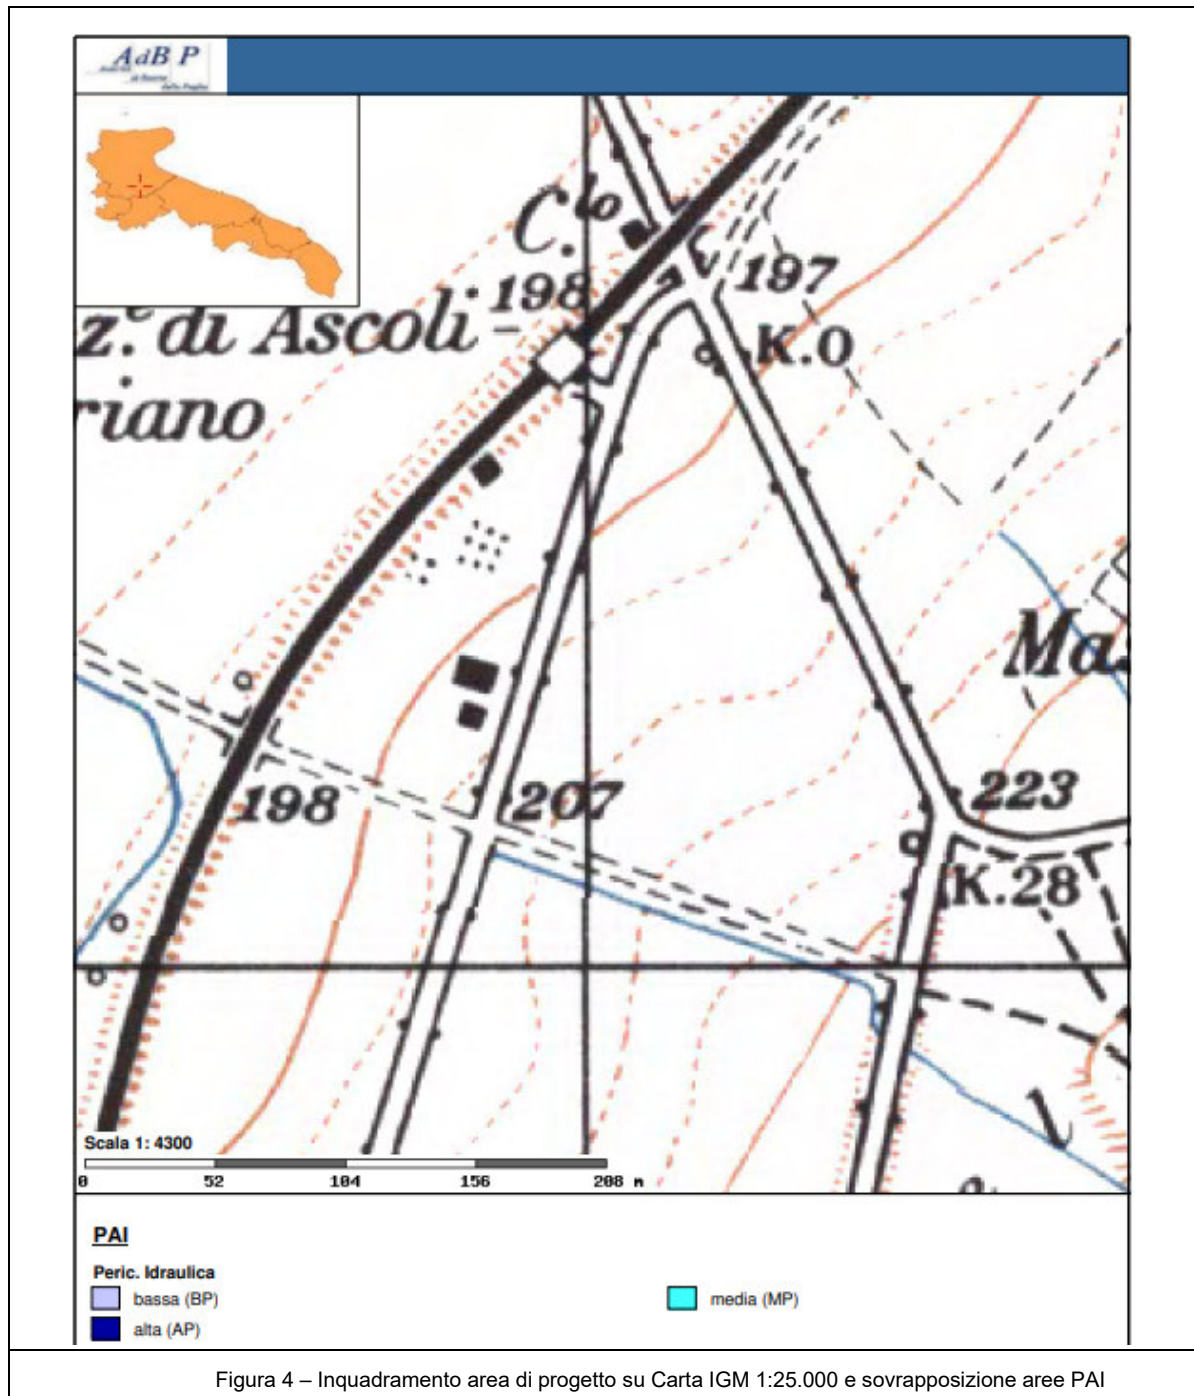 AdB P
C.lo
197
198
z.e di Ascoli
K.0
riano
Ma.
198
207
223
K.28
Scala 1: 4300
0 52 104 156 208 m
PAI
Peric. Idraulica
bassa (BP) media (MP)
alta (AP)
Figura 4 – Inquadramento area di progetto su Carta IGM 1:25.000 e sovrapposizione aree PAI